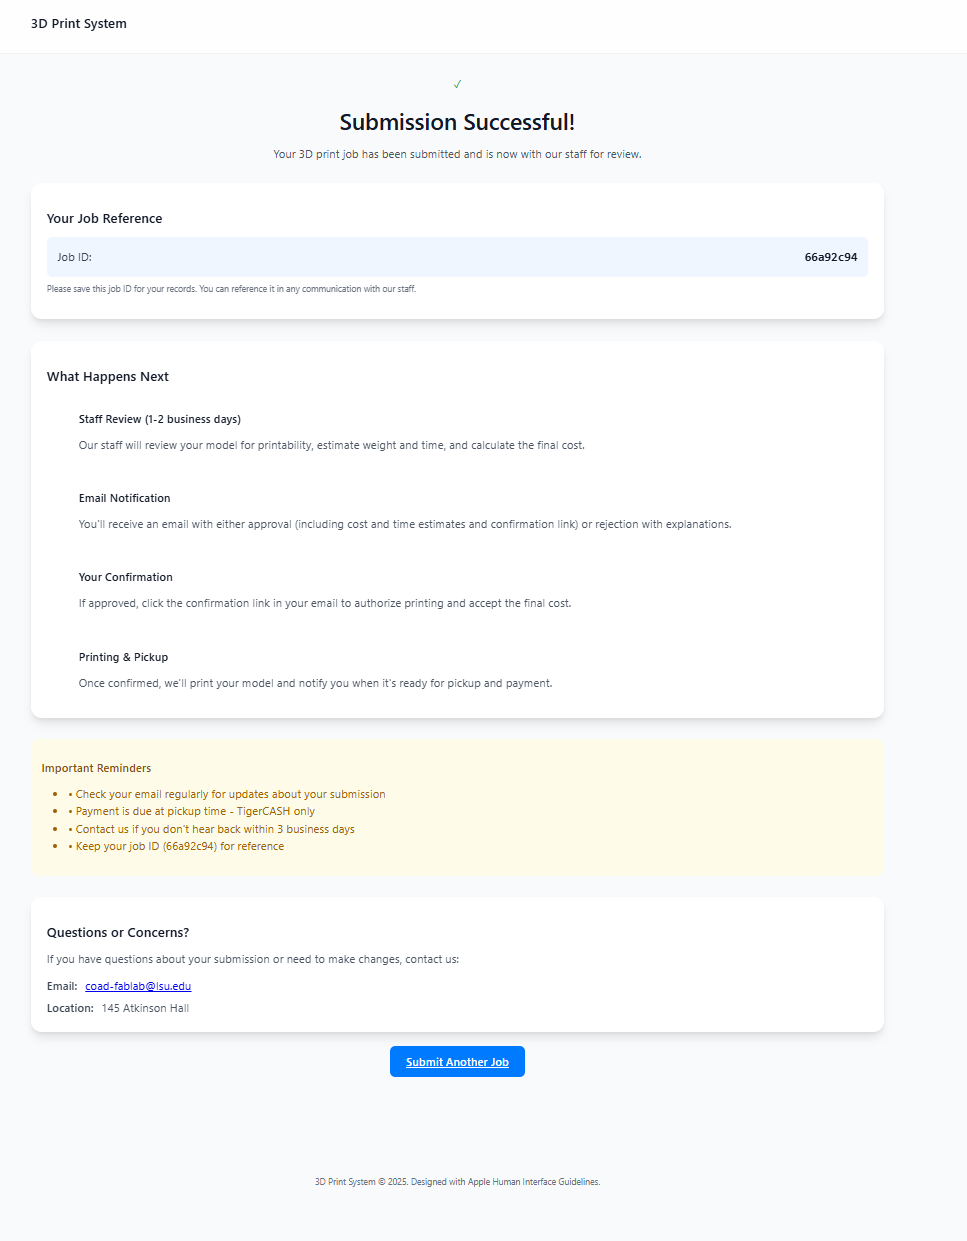 3D Print System
✓
Submission Successful!
Your 3D print job has been submitted and is now with our staff for review.
Your Job Reference
Job ID: 66a92c94
Please save this job ID for your records. You can reference it in any communication with our staff.
What Happens Next
Staff Review (1-2 business days)
Our staff will review your model for printability, estimate weight and time, and calculate the final cost.
Email Notification
You'll receive an email with either approval (including cost and time estimates and confirmation link) or rejection with explanations.
Your Confirmation
If approved, click the confirmation link in your email to authorize printing and accept the final cost.
Printing & Pickup
Once confirmed, we'll print your model and notify you when it's ready for pickup and payment.
Important Reminders
• • Check your email regularly for updates about your submission
• • Payment is due at pickup time - TigerCASH only
• • Contact us if you don't hear back within 3 business days
• • Keep your job ID (66a92c94) for reference
Questions or Concerns?
If you have questions about your submission or need to make changes, contact us:
Email: coad-fablab@lsu.edu
Location: 145 Atkinson Hall
Submit Another Job
3D Print System © 2025. Designed with Apple Human Interface Guidelines.